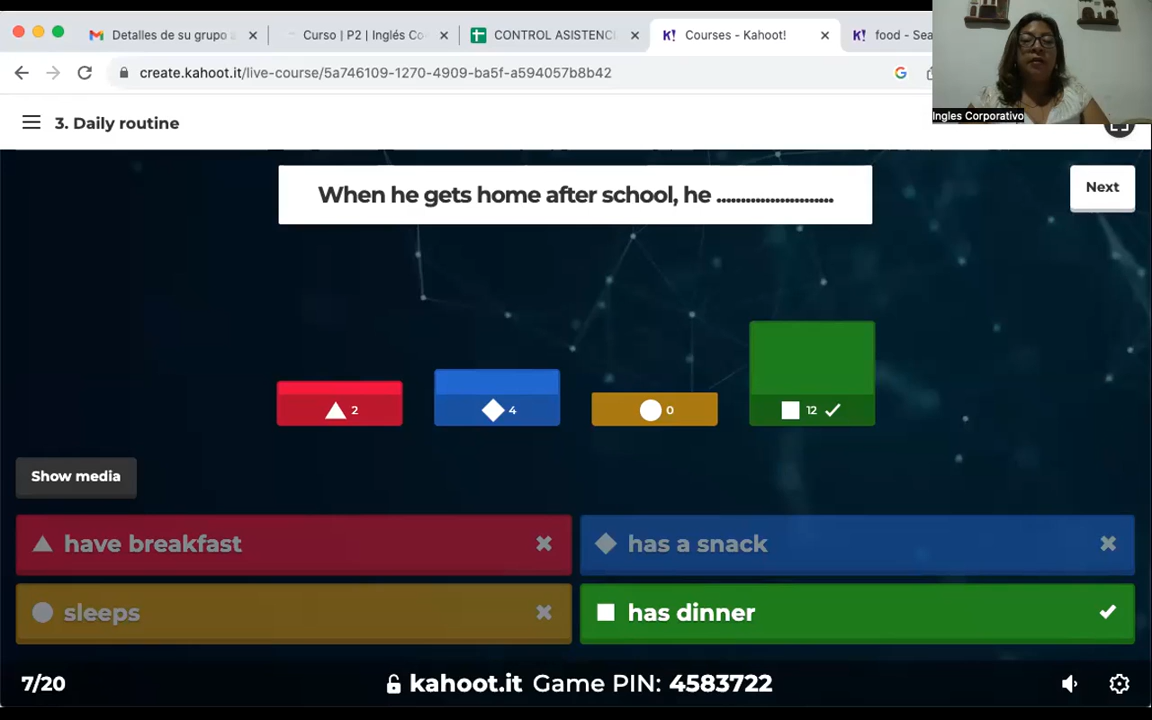 Detalles de su grupo a
Curso | P2 | Inglés Co
CONTROL ASISTENC
Courses - Kahoot!
food - Sea
create.kahoot.it/live-course/5a746109-1270-4909-ba5f-a594057b8b42
Ingles Corporativo
3. Daily routine
When he gets home after school, he ........................
Next
2
4
0
12
Show media
have breakfast
has a snack
sleeps
has dinner
7/20
kahoot.it Game PIN: 4583722